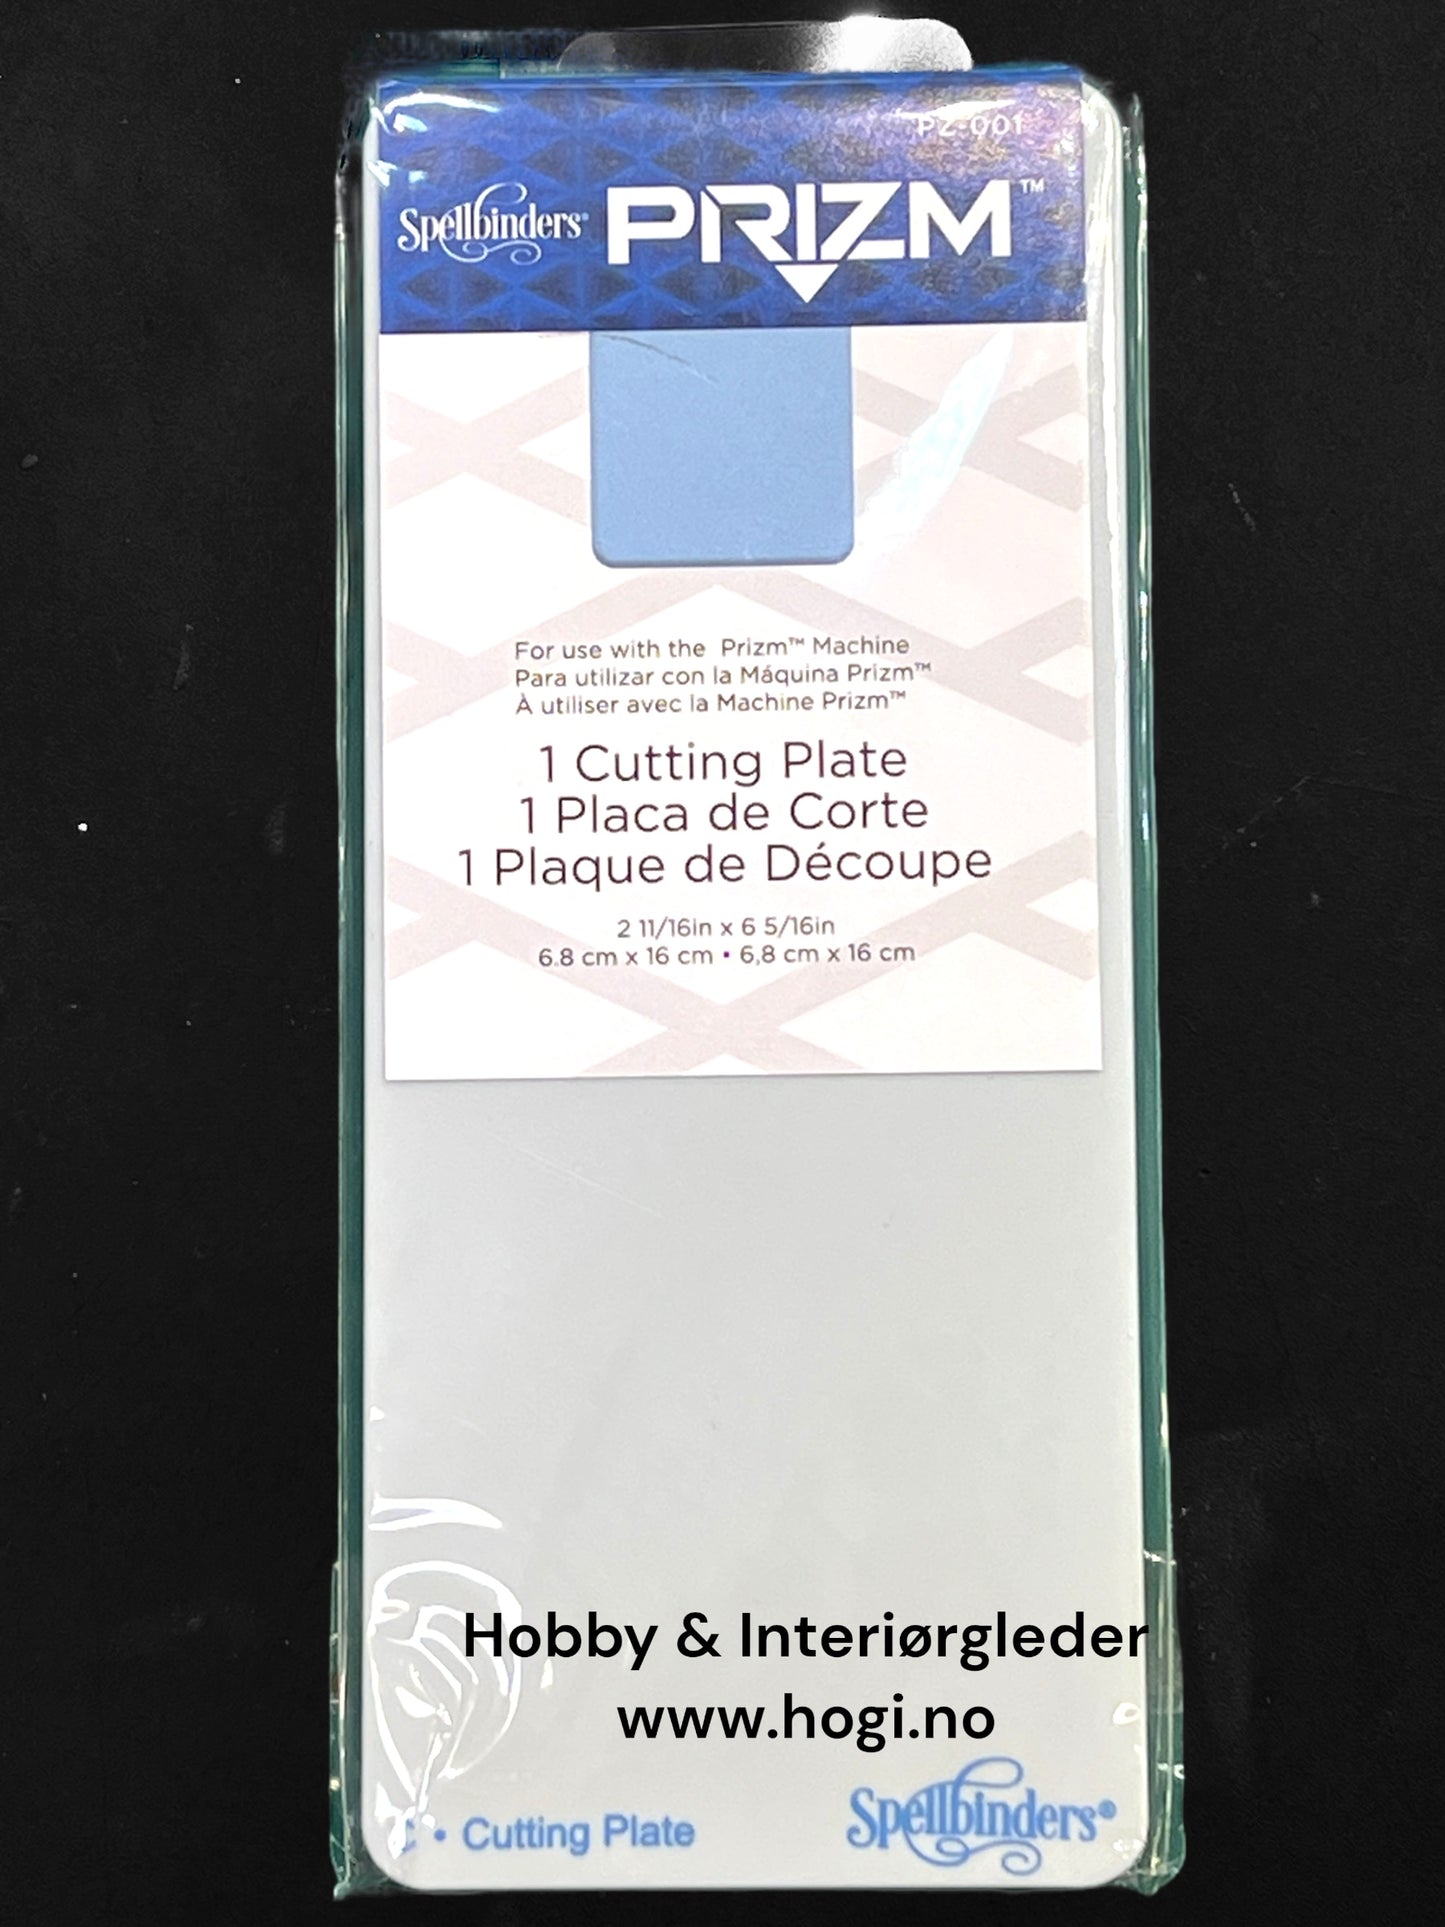 PZ-001
Spellbinders® PRIZM™
For use with the Prizm™ Machine
Para utilizar con la Máquina Prizm™
À utiliser avec la Machine Prizm™
1 Cutting Plate
1 Placa de Corte
1 Plaque de Découpe
2 11/16in x 6 5/16in
6.8 cm x 16 cm • 6,8 cm x 16 cm
Hobby & Interiørgleder
www.hogi.no
C • Cutting Plate
Spellbinders®